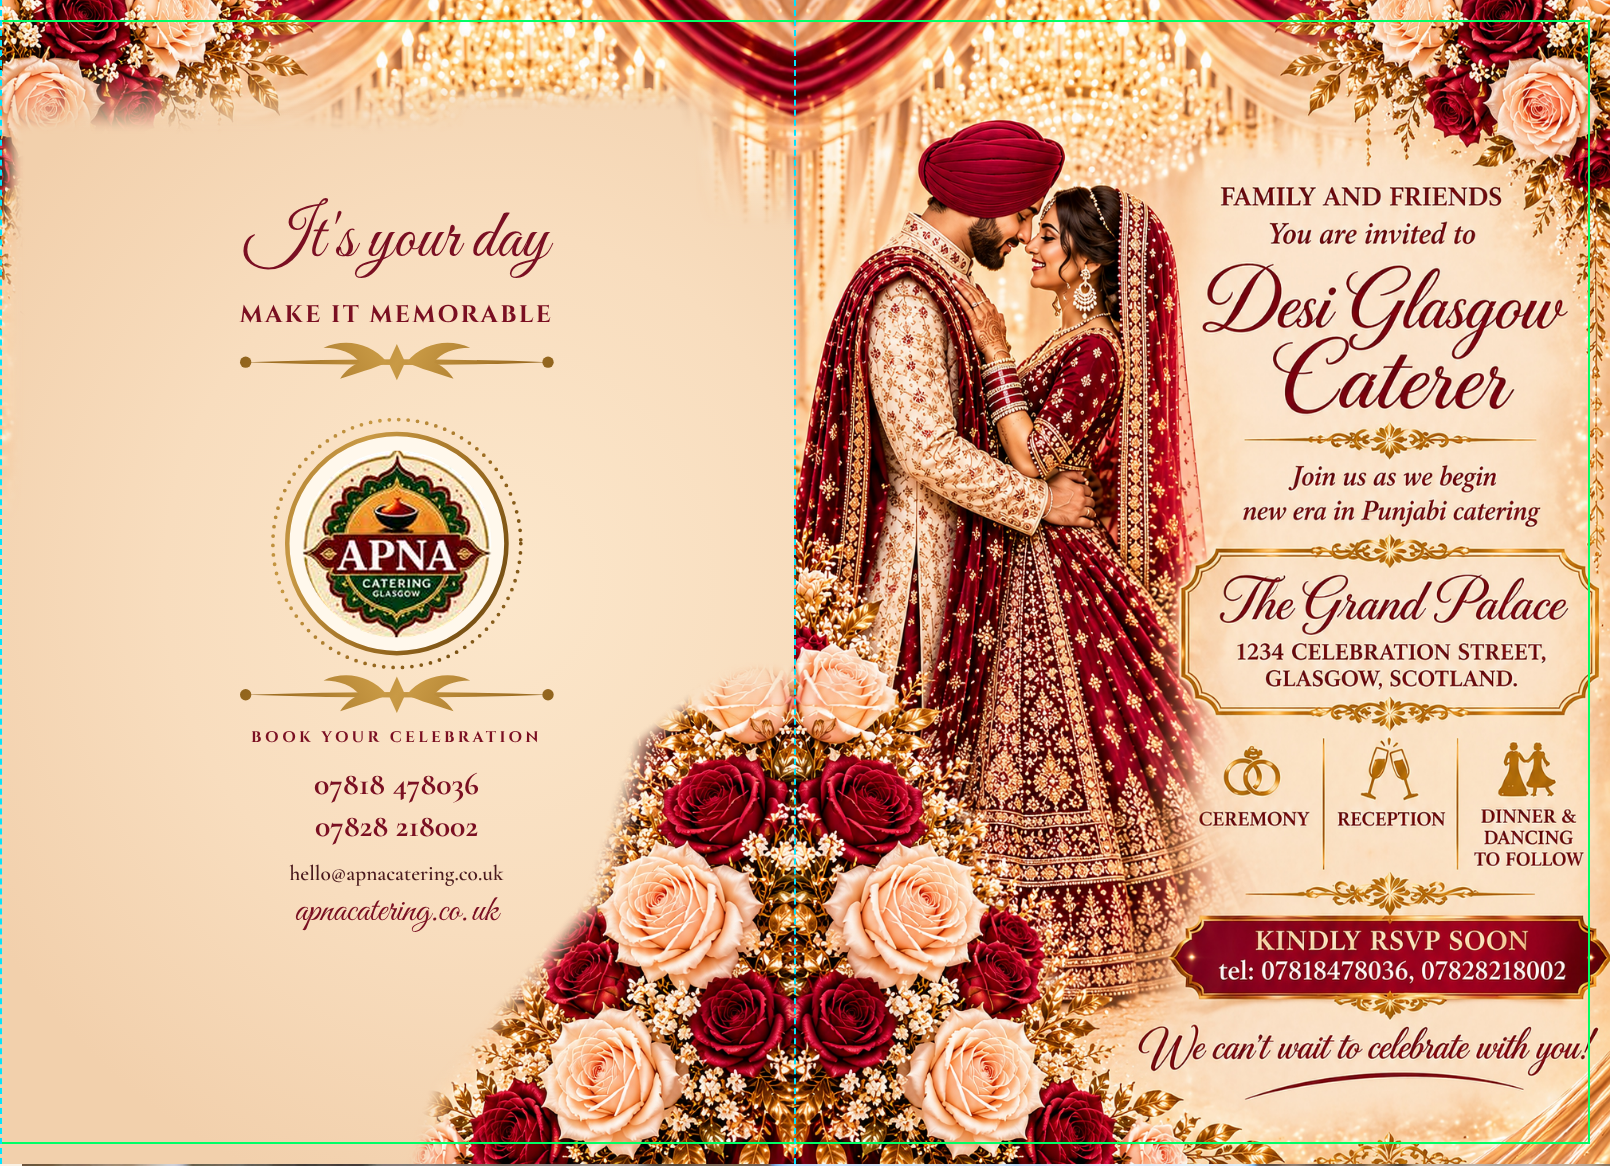 It's your day
MAKE IT MEMORABLE
APNA
CATERING
GLASGOW
BOOK YOUR CELEBRATION
07818 478036
07828 218002
hello@apnacatering.co.uk
apnacatering.co.uk
FAMILY AND FRIENDS
You are invited to
Desi Glasgow
Caterer
Join us as we begin
new era in Punjabi catering
The Grand Palace
1234 CELEBRATION STREET,
GLASGOW, SCOTLAND.
CEREMONY
RECEPTION
DINNER &
DANCING
TO FOLLOW
KINDLY RSVP SOON
tel: 07818478036, 07828218002
We can't wait to celebrate with you!